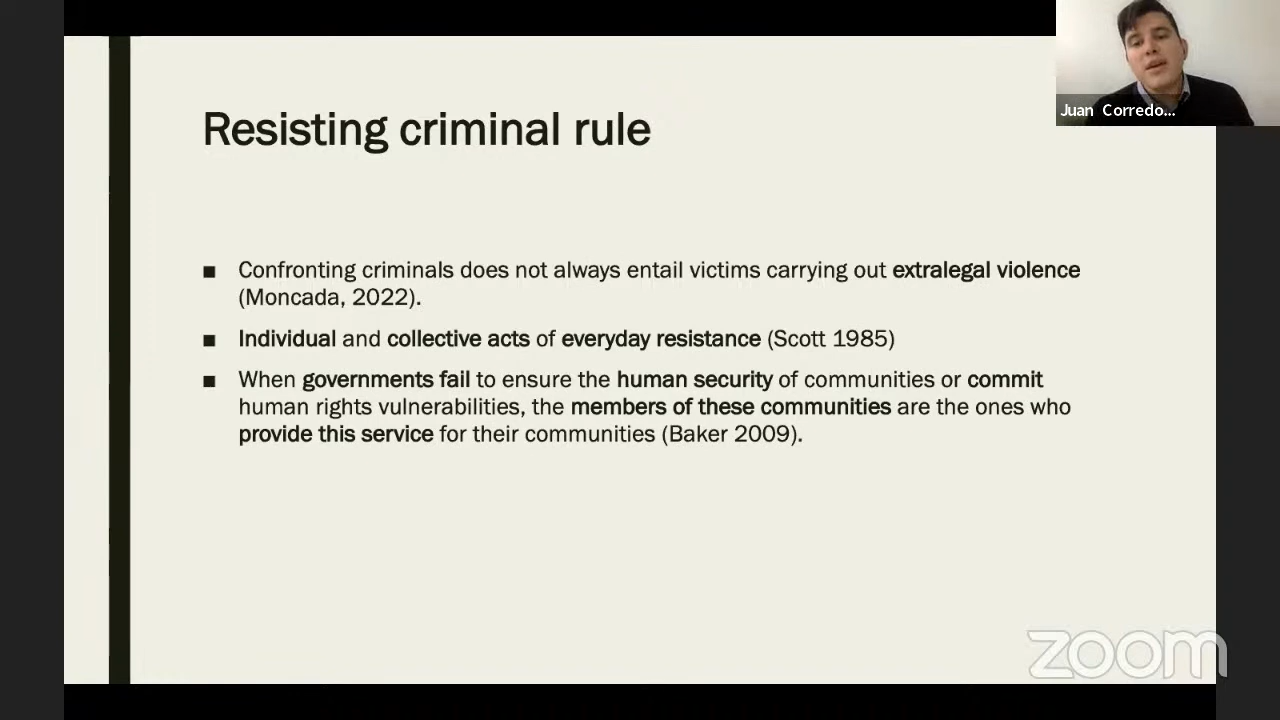 Resisting criminal rule
Juan Corredo...
■ Confronting criminals does not always entail victims carrying out extralegal violence
(Moncada, 2022).
■ Individual and collective acts of everyday resistance (Scott 1985)
■ When governments fail to ensure the human security of communities or commit
human rights vulnerabilities, the members of these communities are the ones who
provide this service for their communities (Baker 2009).
zoom